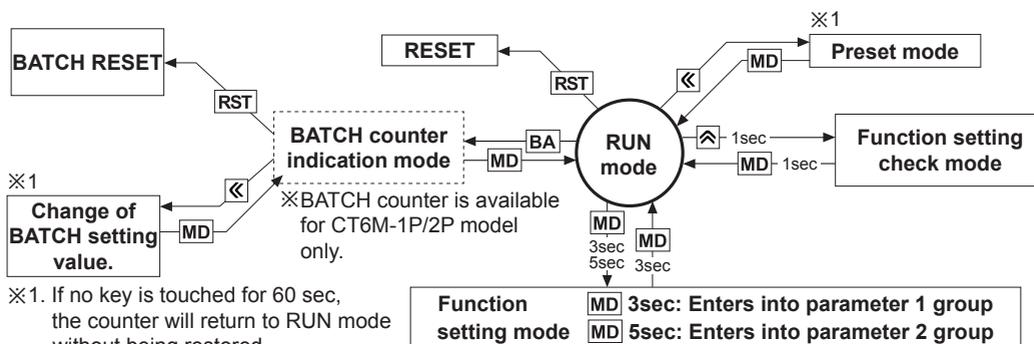 ※1
BATCH RESET
RESET
Preset mode
«
MD
RST
RST
BATCH counter
indication mode
BA
MD
RUN
mode
︽ 1sec
MD 1sec
Function setting
check mode
※1
«
MD
Change of
BATCH setting
value.
※BATCH counter is available
for CT6M-1P/2P model
only.
MD
3sec
5sec
MD
3sec
※1. If no key is touched for 60 sec,
the counter will return to RUN mode
without being restored
Function
setting mode
MD 3sec: Enters into parameter 1 group
MD 5sec: Enters into parameter 2 group